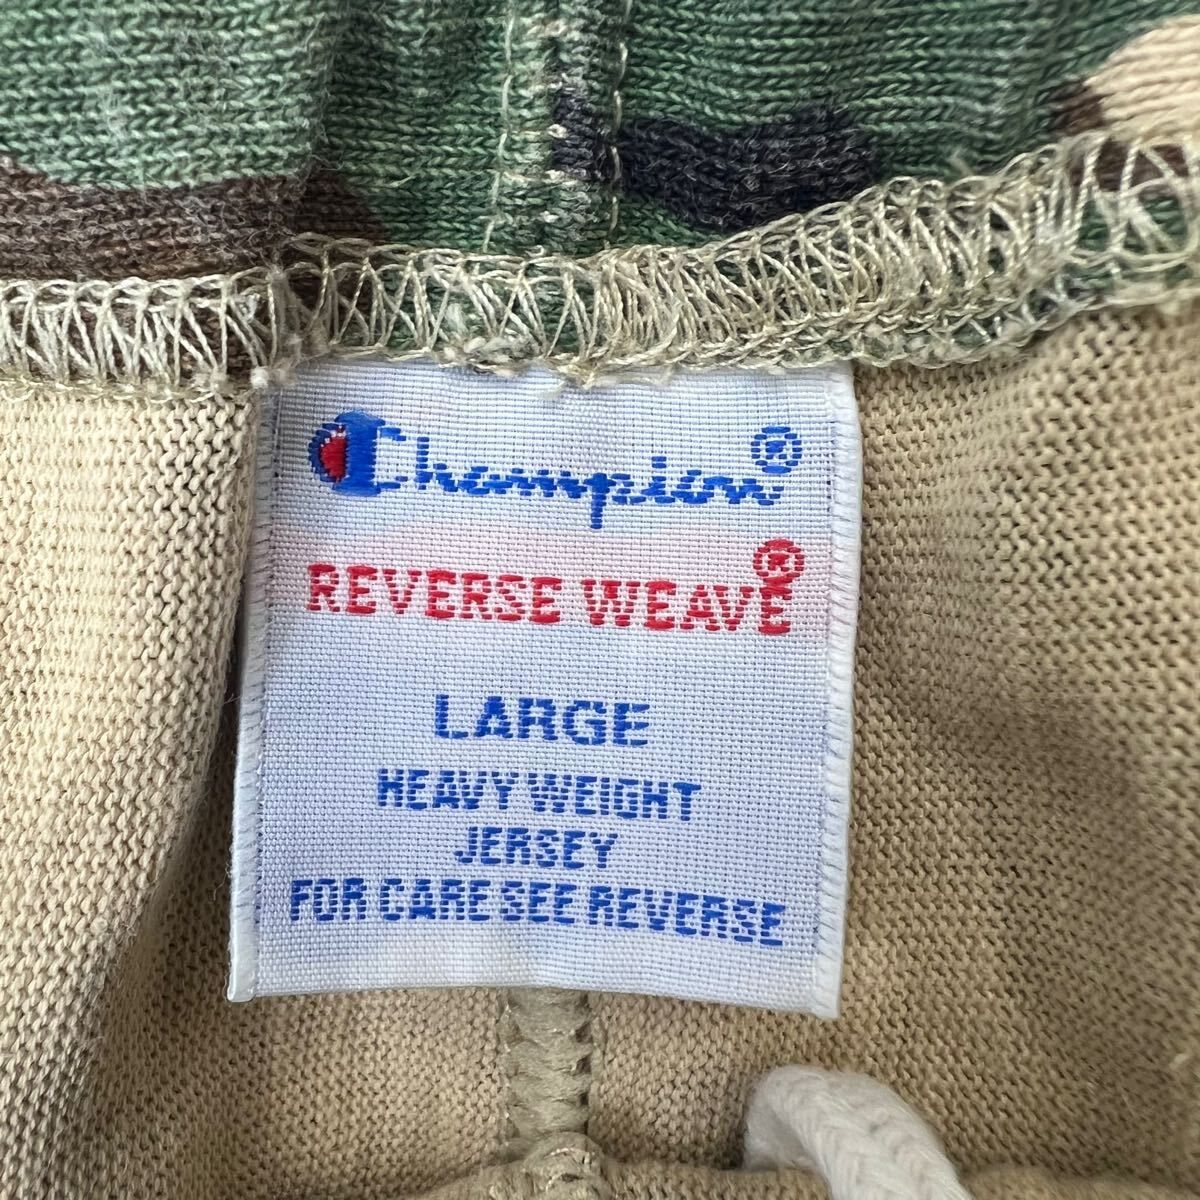 Champion®
REVERSE WEAVE®
LARGE
HEAVY WEIGHT
JERSEY
FOR CARE SEE REVERSE